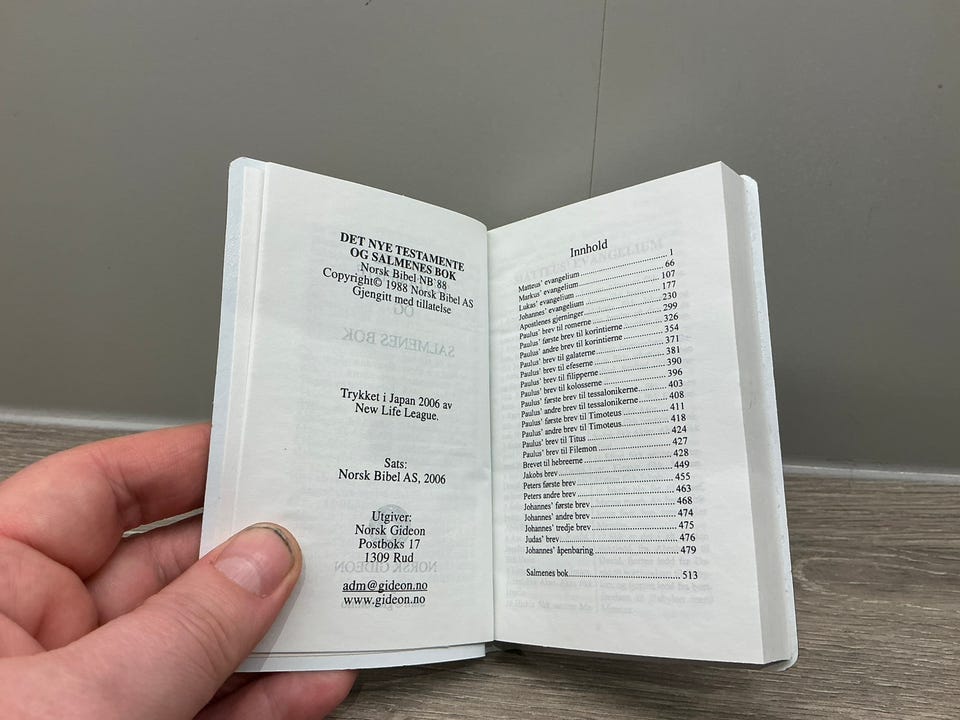 DET NYE TESTAMENTE
OG SALMENES BOK
Norsk Bibel NB 88
Copyright© 1988 Norsk Bibel AS
Gjengitt med tillatelse
Trykket i Japan 2006 av
New Life League.
Sats:
Norsk Bibel AS, 2006
Utgiver:
Norsk Gideon
Postboks 17
1309 Rud
adm@gideon.no
www.gideon.no
Innhold
Matteus' evangelium 1
Markus' evangelium 66
Lukas' evangelium 107
Johannes' evangelium 177
Apostlenes gjerninger 230
Paulus' brev til romerne 299
Paulus' første brev til korintierne 326
Paulus' andre brev til korintierne 354
Paulus' brev til galaterne 371
Paulus' brev til efeserne 381
Paulus' brev til filipperne 390
Paulus' brev til kolosserne 396
Paulus' første brev til tessalonikerne 403
Paulus' andre brev til tessalonikerne 408
Paulus' første brev til Timoteus 411
Paulus' andre brev til Timoteus 418
Paulus' brev til Titus 424
Paulus' brev til Filemon 427
Brevet til hebreerne 428
Jakobs brev 449
Peters første brev 455
Peters andre brev 463
Johannes' første brev 468
Johannes' andre brev 474
Johannes' tredje brev 475
Judas' brev 476
Johannes' åpenbaring 479
Salmenes bok 513